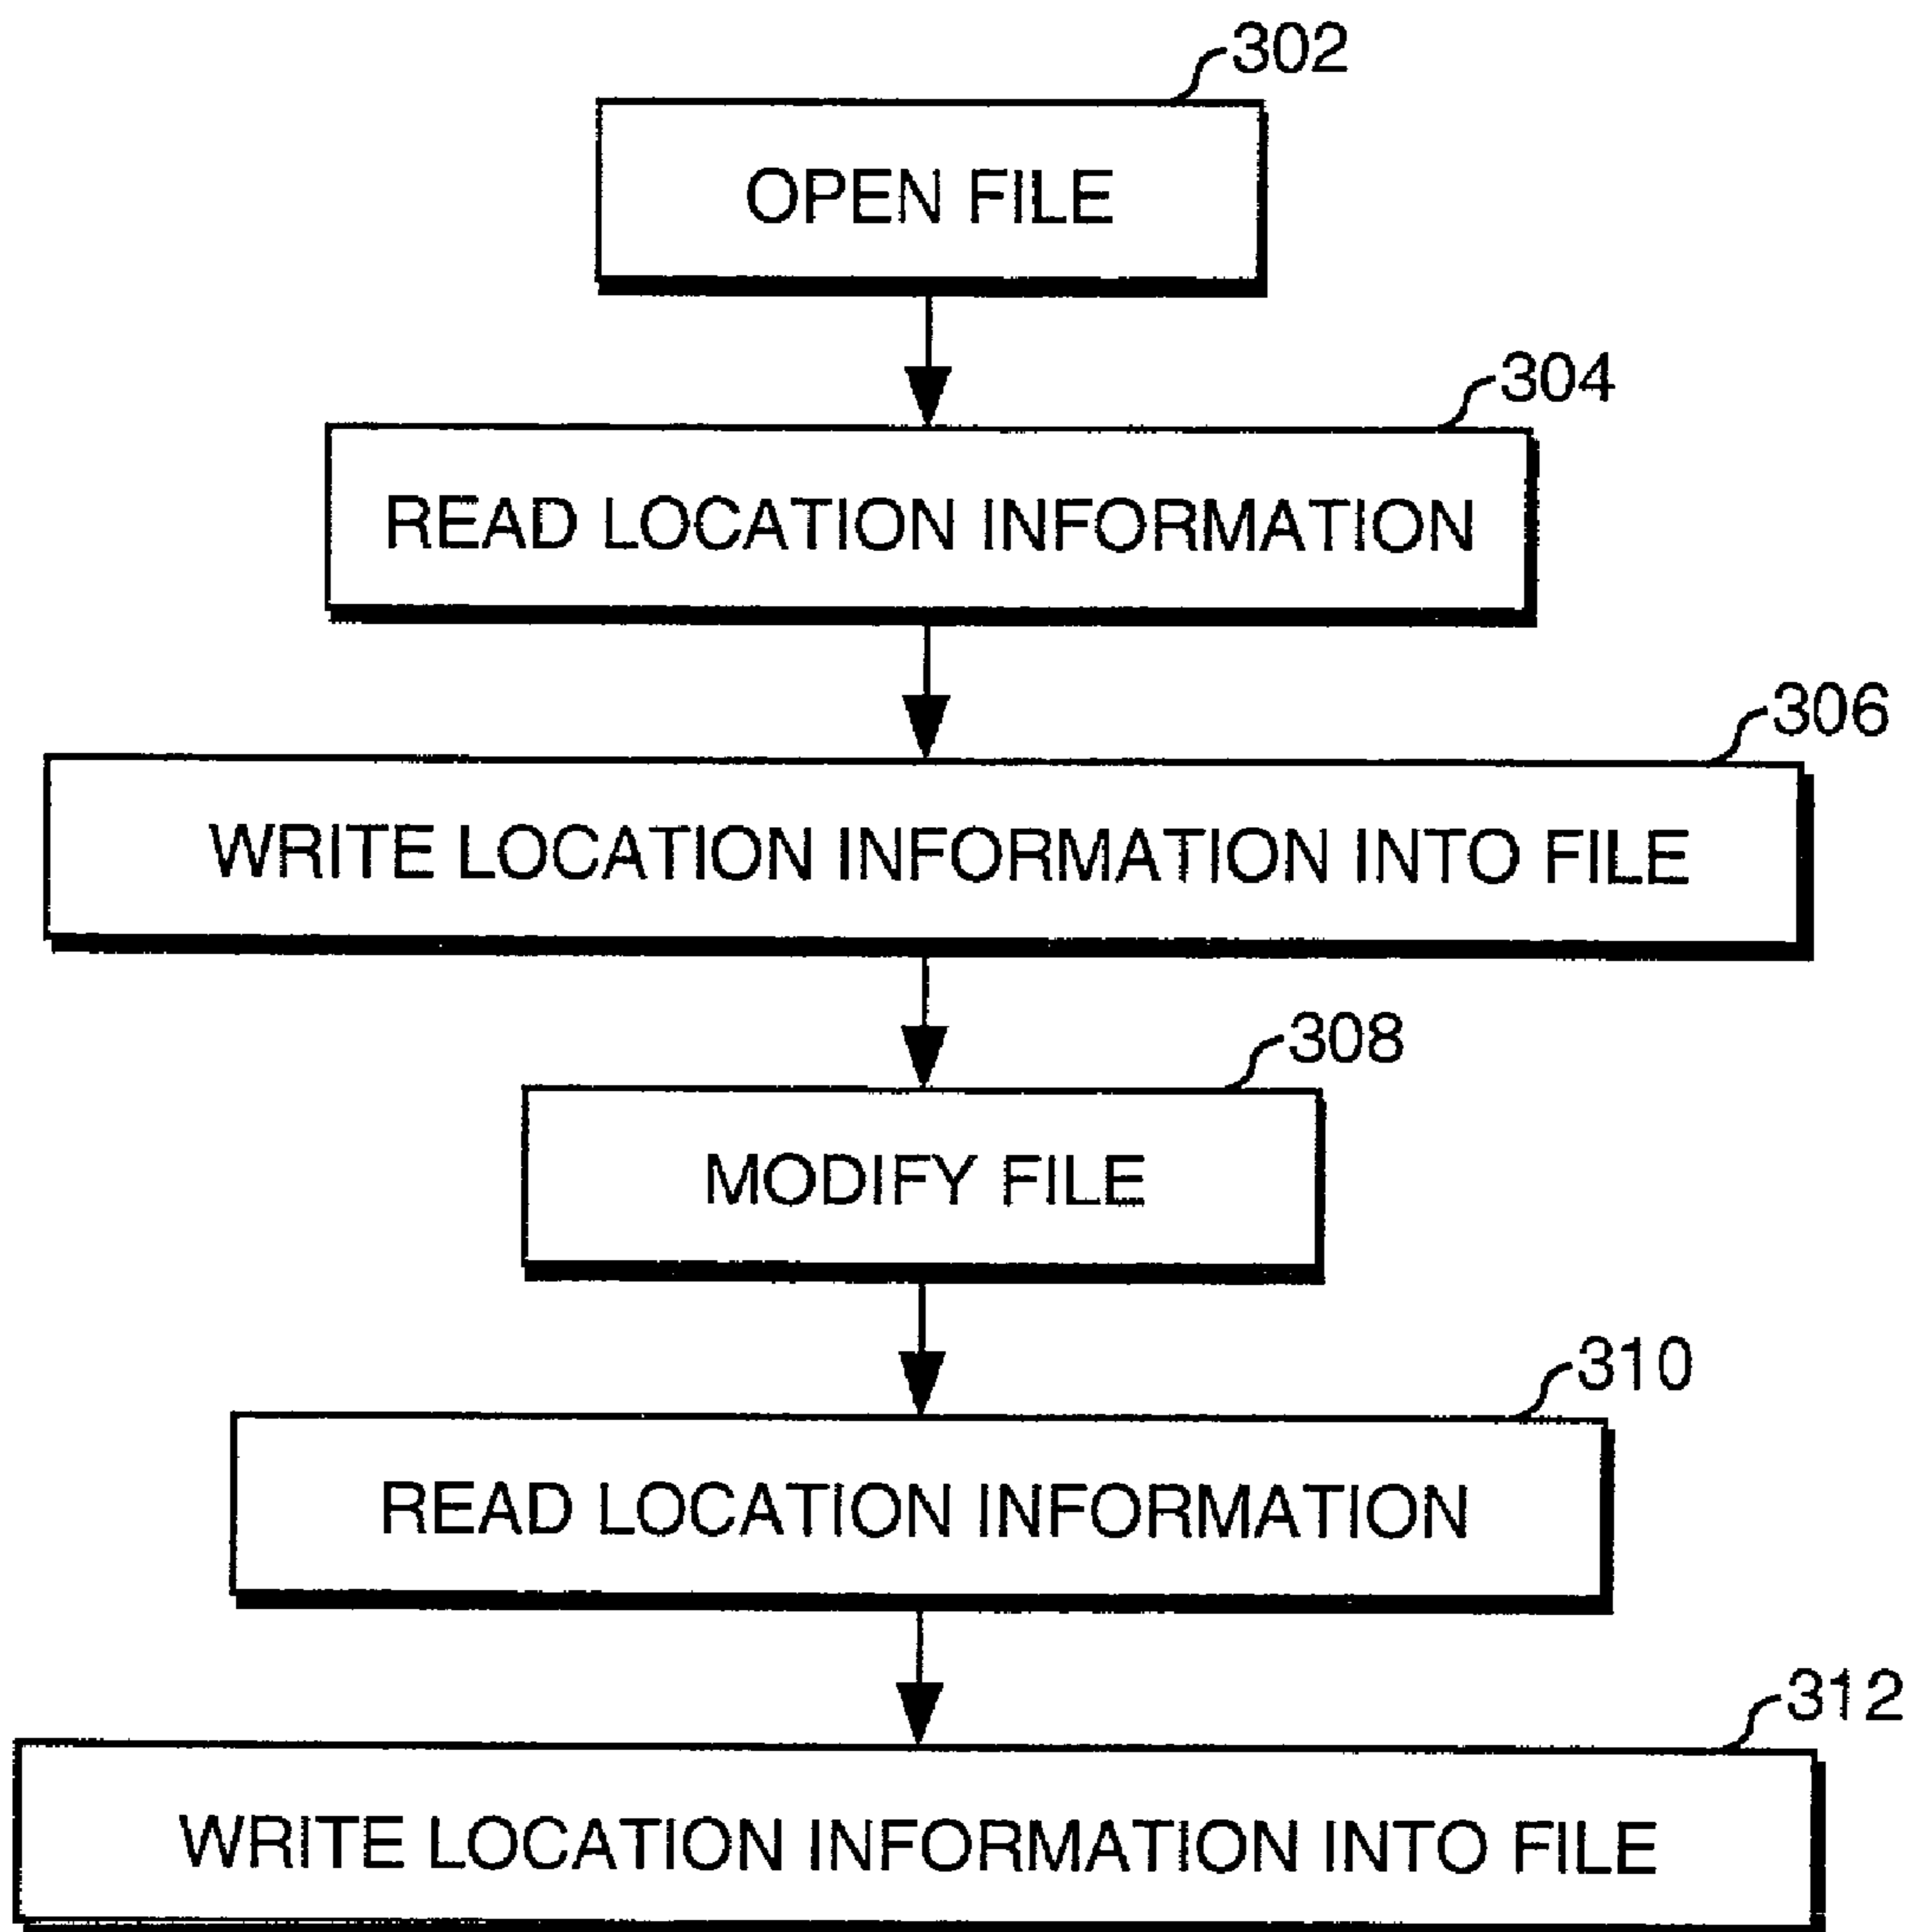 302
OPEN FILE
304
READ LOCATION INFORMATION
306
WRITE LOCATION INFORMATION INTO FILE
308
MODIFY FILE
310
READ LOCATION INFORMATION
312
WRITE LOCATION INFORMATION INTO FILE